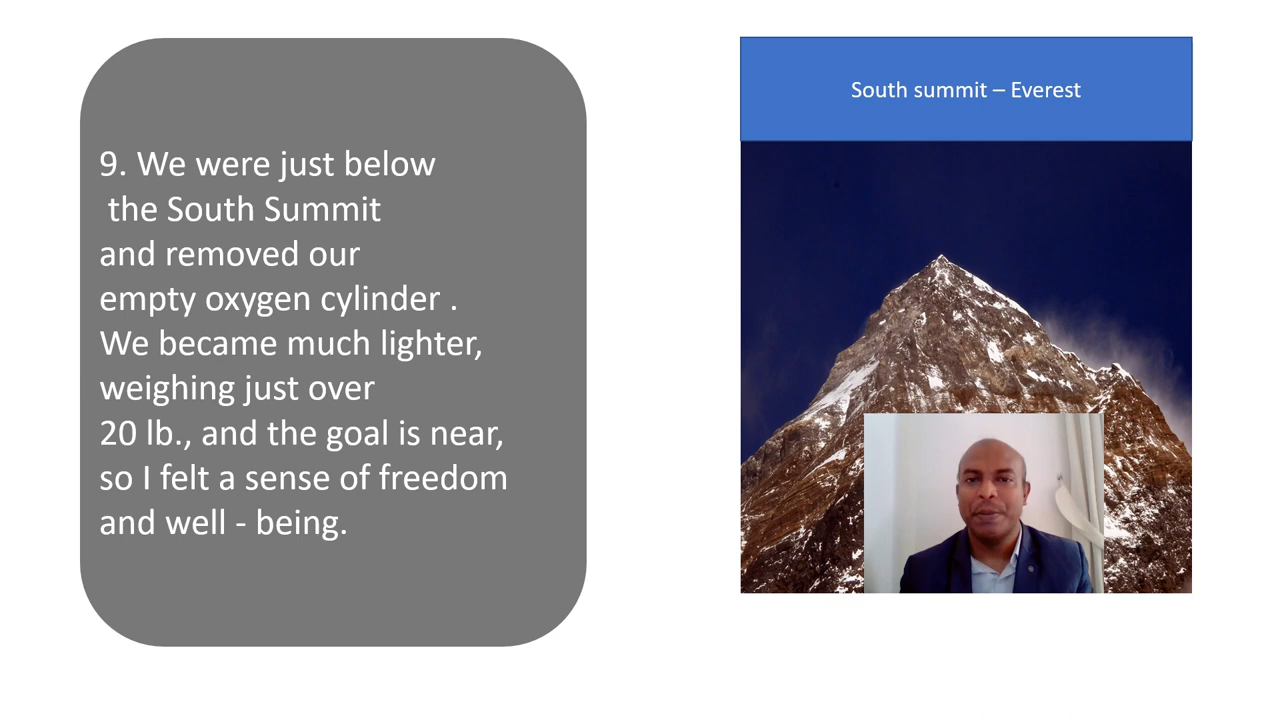 9. We were just below
the South Summit
and removed our
empty oxygen cylinder .
We became much lighter,
weighing just over
20 lb., and the goal is near,
so I felt a sense of freedom
and well - being.
South summit – Everest